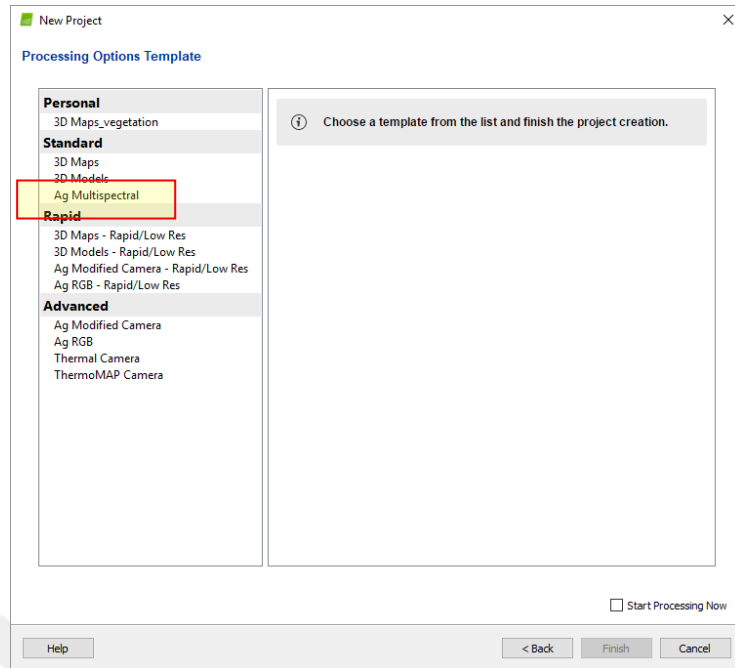 New Project
Processing Options Template
Personal
3D Maps_vegetation
Standard
3D Maps
3D Models
Ag Multispectral
Rapid
3D Maps - Rapid/Low Res
3D Models - Rapid/Low Res
Ag Modified Camera - Rapid/Low Res
Ag RGB - Rapid/Low Res
Advanced
Ag Modified Camera
Ag RGB
Thermal Camera
ThermoMAP Camera
Choose a template from the list and finish the project creation.
Start Processing Now
Help
< Back
Finish
Cancel